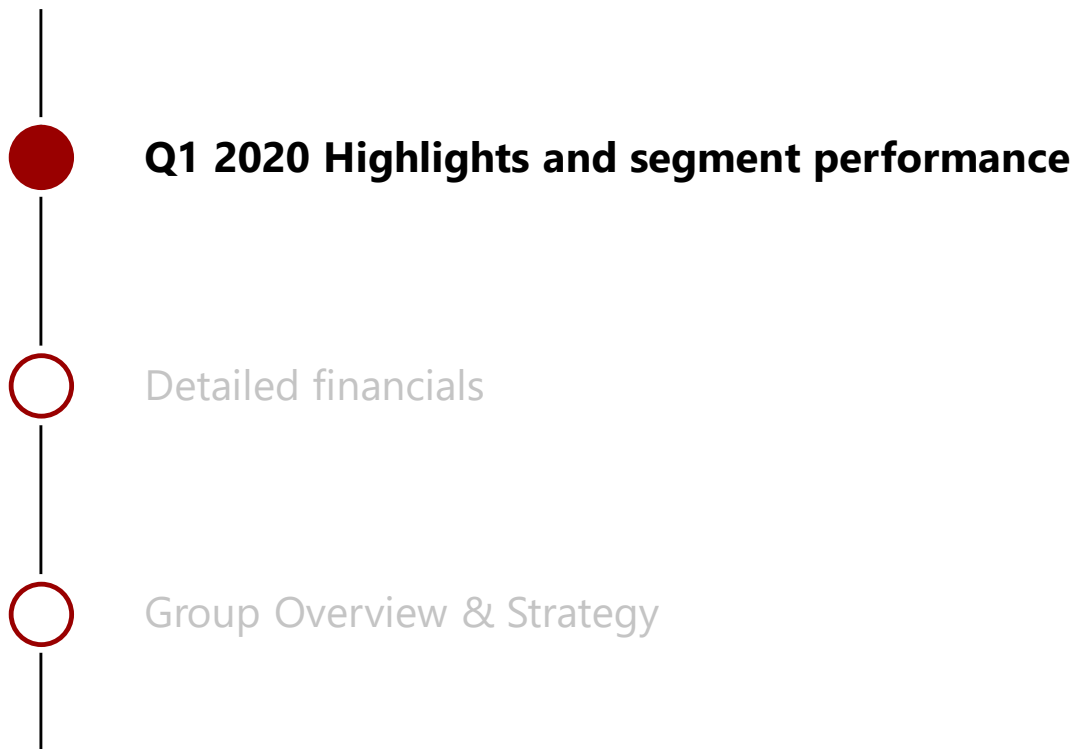 Q1 2020 Highlights and segment performance
Detailed financials
Group Overview & Strategy